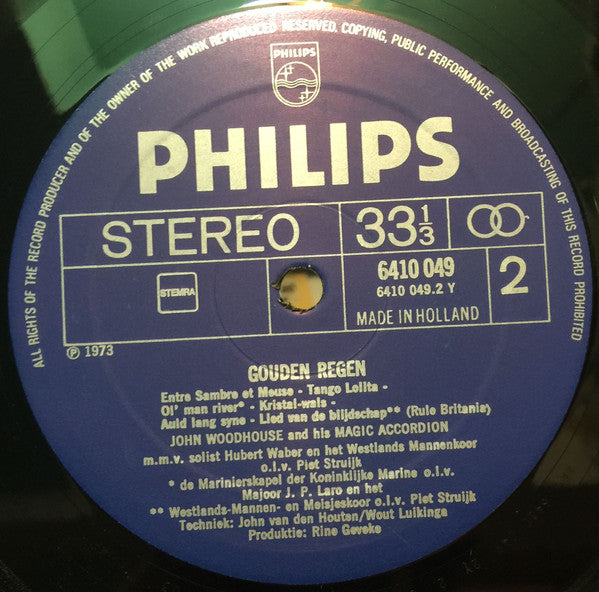 ALL RIGHTS OF THE RECORD PRODUCER AND OF THE OWNER OF THE WORK REPRODUCED RESERVED. COPYING, PUBLIC PERFORMANCE AND BROADCASTING OF THIS RECORD PROHIBITED
PHILIPS
PHILIPS
STEREO 33 1/3
STEMRA
6410 049
6410 049.2 Y
2
MADE IN HOLLAND
℗ 1973
GOUDEN REGEN
Entre Sambre et Meuse - Tango Lolita -
Ol' man river* - Kristal-wals -
Auld lang syne - Lied van de blijdschap** (Rule Britania)
JOHN WOODHOUSE and his MAGIC ACCORDION
m.m.v. solist Hubert Waber en het Westlands Mannenkoor
o.l.v. Piet Struijk
* de Marinierskapel der Koninklijke Marine o.l.v.
Majoor J. P. Laro en het
** Westlands-Mannen- en Meisjeskoor o.l.v. Piet Struijk
Techniek: John van den Houten/Wout Luikinga
Produktie: Rine Geveke